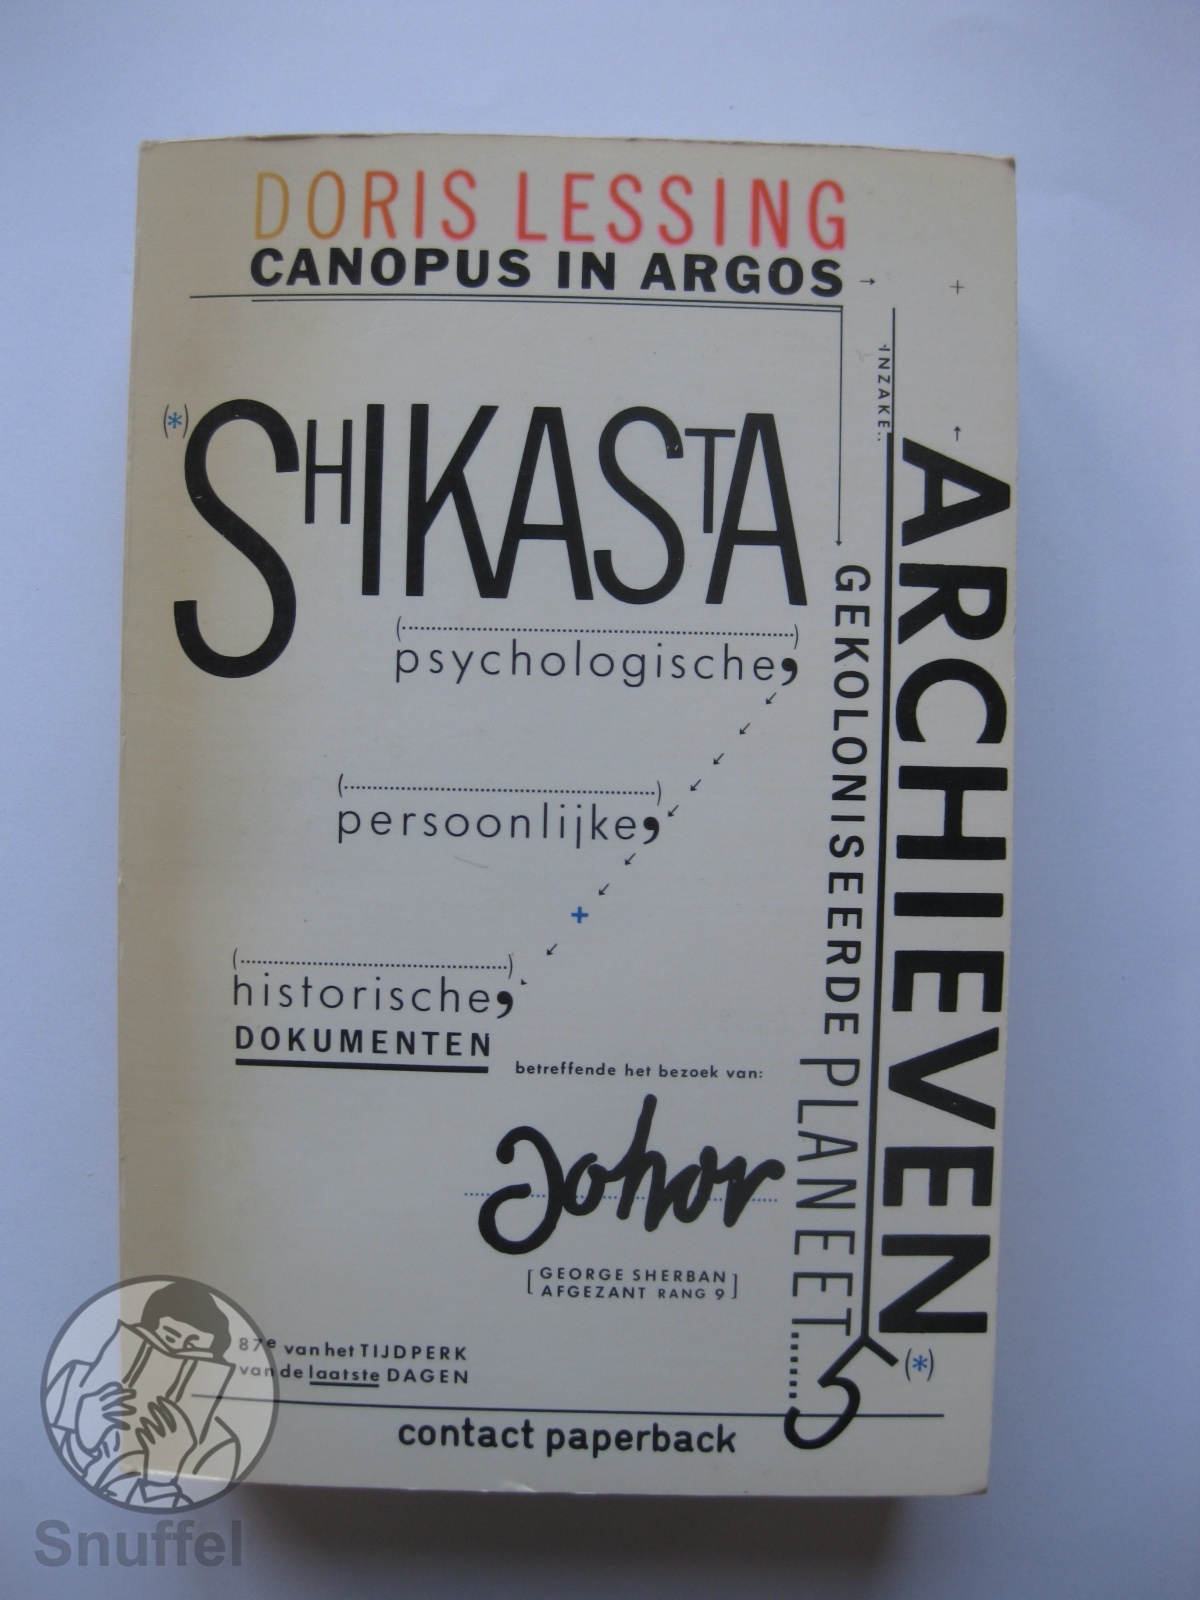 DORIS LESSING
CANOPUS IN ARGOS
ARCHIEVEN
INZAKE..
GEKOLONISEERDE PLANEET......5
(*)
(*)
SHIKASTA
(..............................)
psychologische,
(..............................)
persoonlijke,
(..............................)
historische,
DOKUMENTEN
betreffende het bezoek van:
Johor
[GEORGE SHERBAN
AFGEZANT RANG 9]
87e van het TIJDPERK
van de laatste DAGEN
contact paperback
Snuffel